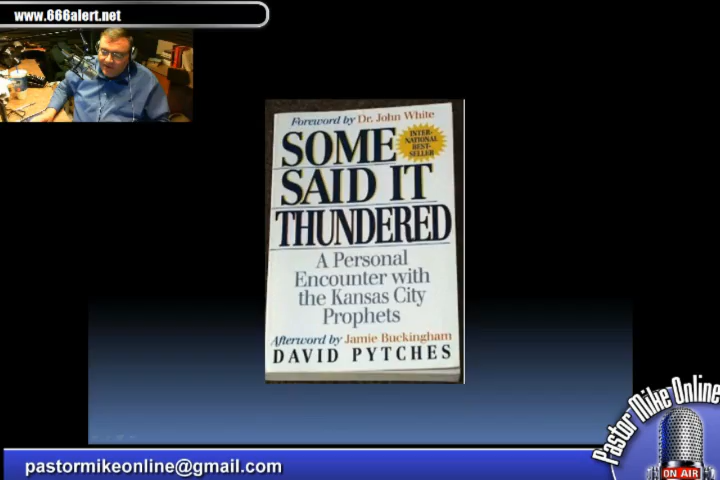 www.666alert.net
Foreword by Dr. John White
SOME
INTER-
NATIONAL
BEST-
SELLER
SAID IT
THUNDERED
A Personal
Encounter with
the Kansas City
Prophets
Afterword by Jamie Buckingham
DAVID PYTCHES
Pastor Mike Online
ON AIR
pastormikeonline@gmail.com